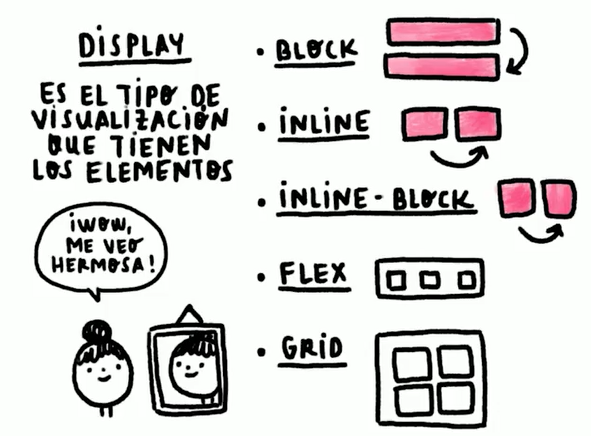 DISPLAY
ES EL TIPO DE
VISUALIZACIÓN
QUE TIENEN
LOS ELEMENTOS
¡WOW,
ME VEO
HERMOSA!
• BLOCK
• INLINE
• INLINE-BLOCK
• FLEX
• GRID